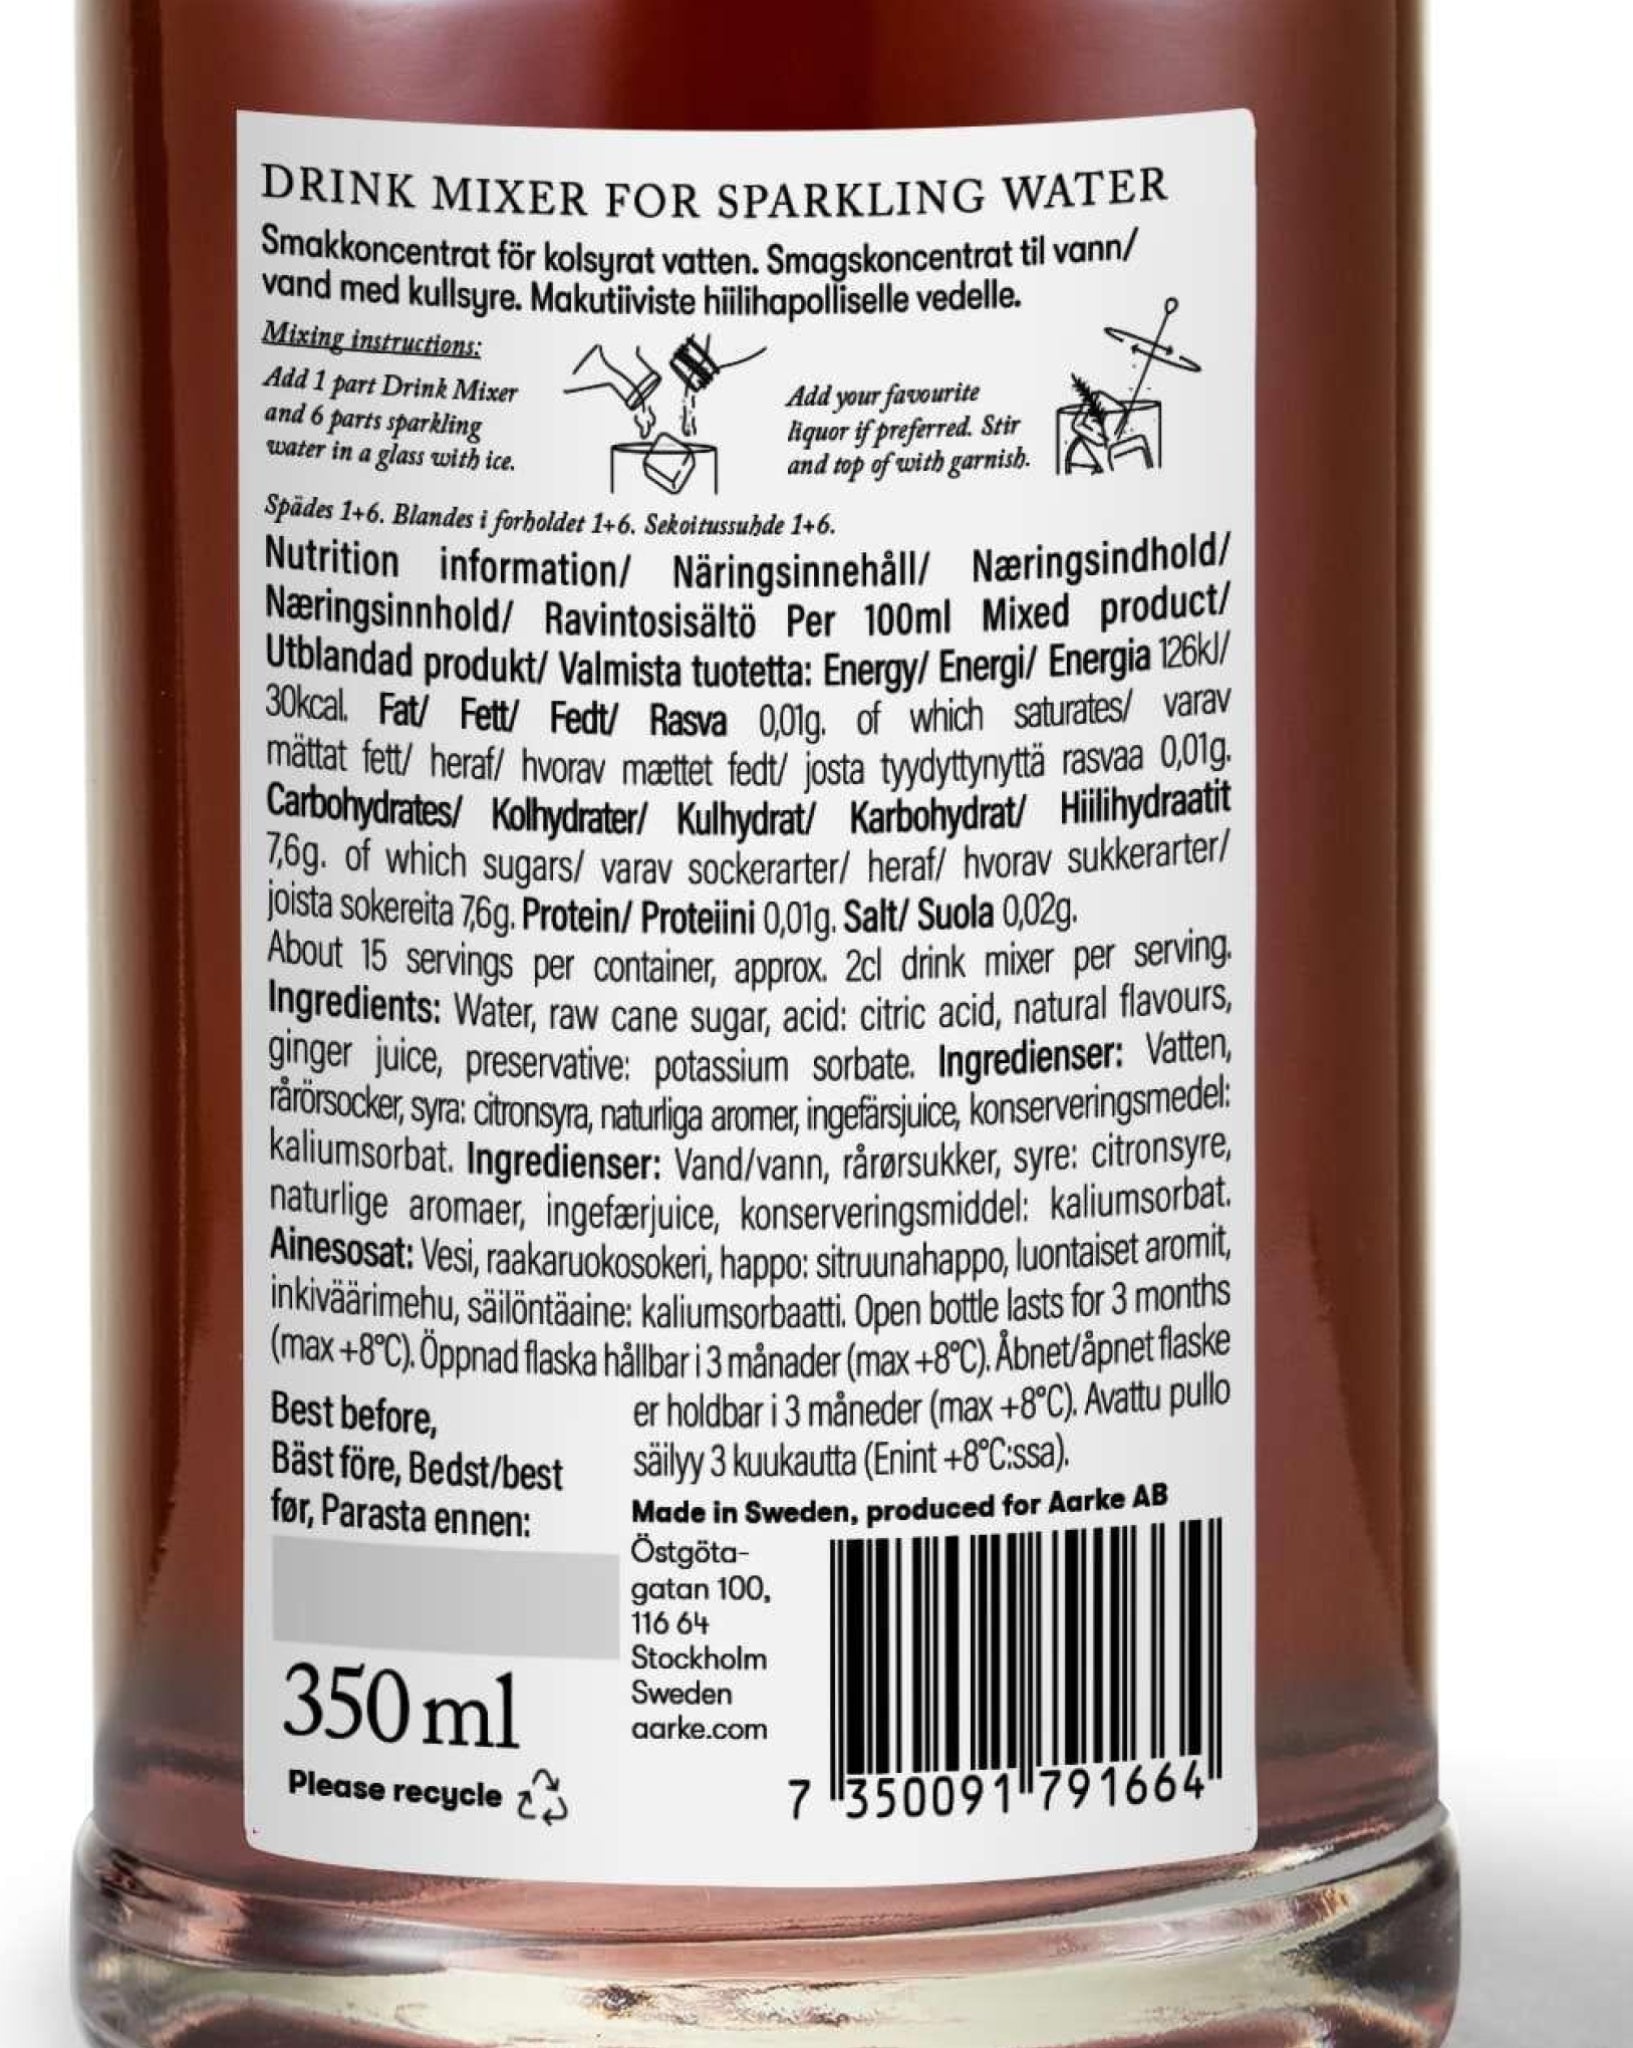 DRINK MIXER FOR SPARKLING WATER
Smakkoncentrat för kolsyrat vatten. Smagskoncentrat til vann/
vand med kullsyre. Makutiiviste hiilihapolliselle vedelle.
Mixing instructions:
Add 1 part Drink Mixer
and 6 parts sparkling
water in a glass with ice.
Add your favourite
liquor if preferred. Stir
and top of with garnish.
Spädes 1+6. Blandes i forholdet 1+6. Sekoitussuhde 1+6.
Nutrition information/ Näringsinnehåll/ Næringsindhold/
Næringsinnhold/ Ravintosisältö Per 100ml Mixed product/
Utblandad produkt/ Valmista tuotetta: Energy/ Energi/ Energia 126kJ/
30kcal. Fat/ Fett/ Fedt/ Rasva 0,01g. of which saturates/ varav
mättat fett/ heraf/ hvorav mættet fedt/ josta tyydyttynyttä rasvaa 0,01g.
Carbohydrates/ Kolhydrater/ Kulhydrat/ Karbohydrat/ Hiilihydraatit
7,6g. of which sugars/ varav sockerarter/ heraf/ hvorav sukkerarter/
joista sokereita 7,6g. Protein/ Proteiini 0,01g. Salt/ Suola 0,02g.
About 15 servings per container, approx. 2cl drink mixer per serving.
Ingredients: Water, raw cane sugar, acid: citric acid, natural flavours,
ginger juice, preservative: potassium sorbate. Ingredienser: Vatten,
rårörsocker, syra: citronsyra, naturliga aromer, ingefärsjuice, konserveringsmedel:
kaliumsorbat. Ingredienser: Vand/vann, rårørsukker, syre: citronsyre,
naturlige aromaer, ingefærjuice, konserveringsmiddel: kaliumsorbat.
Ainesosat: Vesi, raakaruokosokeri, happo: sitruunahappo, luontaiset aromit,
inkiväärimehu, säilöntäaine: kaliumsorbaatti. Open bottle lasts for 3 months
(max +8°C). Öppnad flaska hållbar i 3 månader (max +8°C). Åbnet/åpnet flaske
er holdbar i 3 måneder (max +8°C). Avattu pullo
säilyy 3 kuukautta (Enint +8°C:ssa).
Best before,
Bäst före, Bedst/best
før, Parasta ennen:
350 ml
Please recycle
Made in Sweden, produced for Aarke AB
Östgöta-
gatan 100,
116 64
Stockholm
Sweden
aarke.com
7 350091 791664